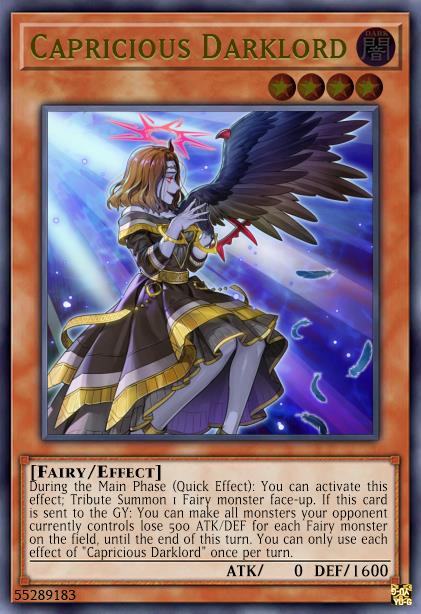 CAPRICIOUS DARKLORD
DARK
闇
[FAIRY/EFFECT]
During the Main Phase (Quick Effect): You can activate this
effect; Tribute Summon 1 Fairy monster face-up. If this card
is sent to the GY: You can make all monsters your opponent
currently controls lose 500 ATK/DEF for each Fairy monster
on the field, until the end of this turn. You can only use each
effect of "Capricious Darklord" once per turn.
ATK/ 0 DEF/1600
55289183